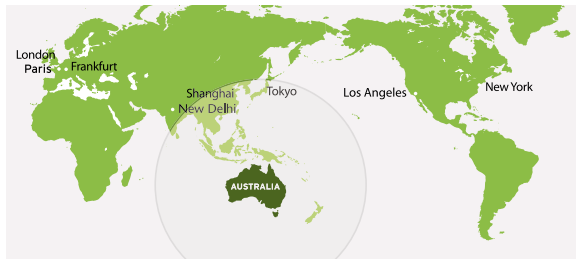 London
Paris
Frankfurt
Shanghai
New Delhi
Tokyo
Los Angeles
New York
AUSTRALIA